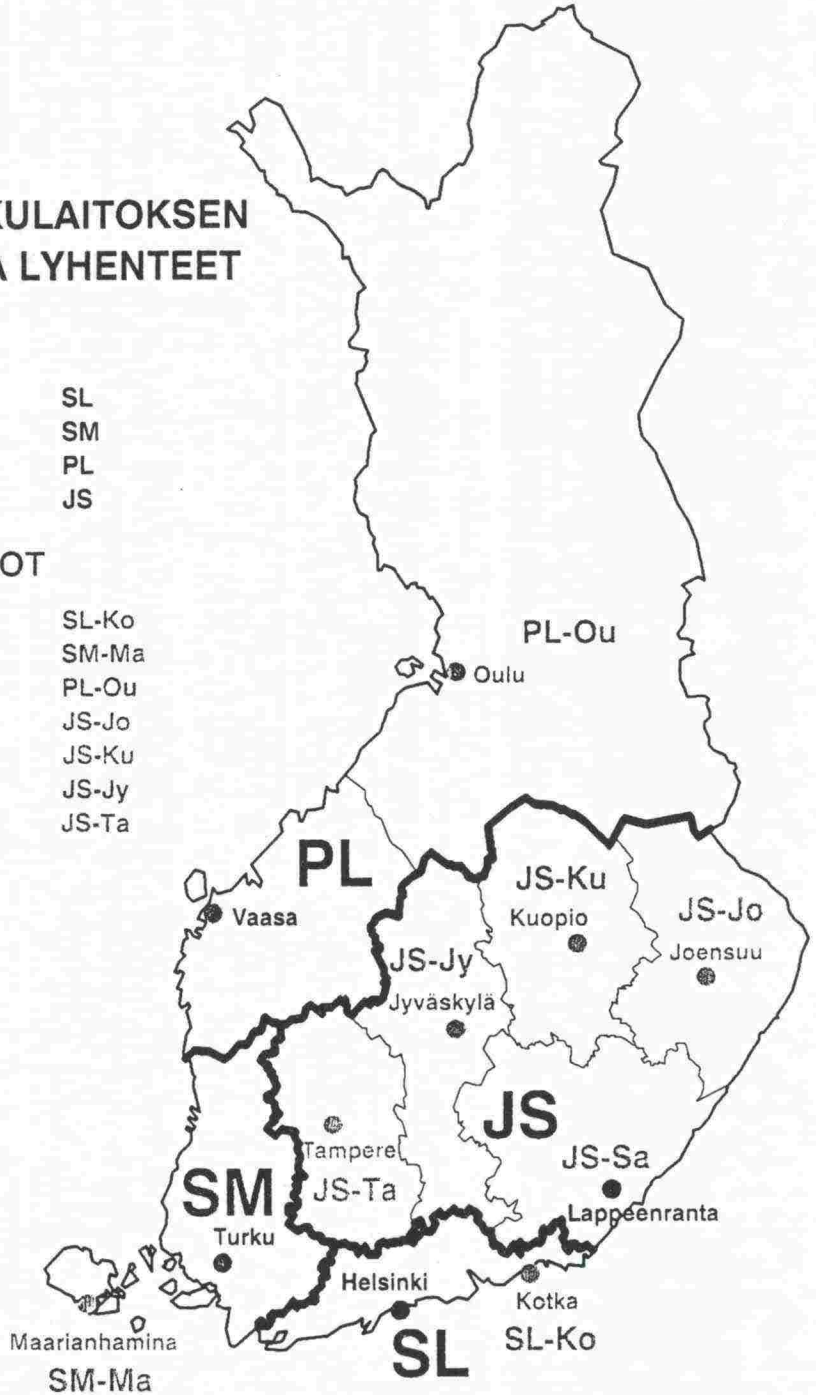 KULAITOKSEN
A LYHENTEET
SL
SM
PL
JS
OT
SL-Ko
SM-Ma
PL-Ou
JS-Jo
JS-Ku
JS-Jy
JS-Ta
PL-Ou
Oulu
PL
Vaasa
JS-Ku
Kuopio
JS-Jo
Joensuu
JS-Jy
Jyväskylä
JS
JS-Sa
Lappeenranta
Tampere
JS-Ta
SM
Turku
Helsinki
SL
Kotka
SL-Ko
Maarianhamina
SM-Ma